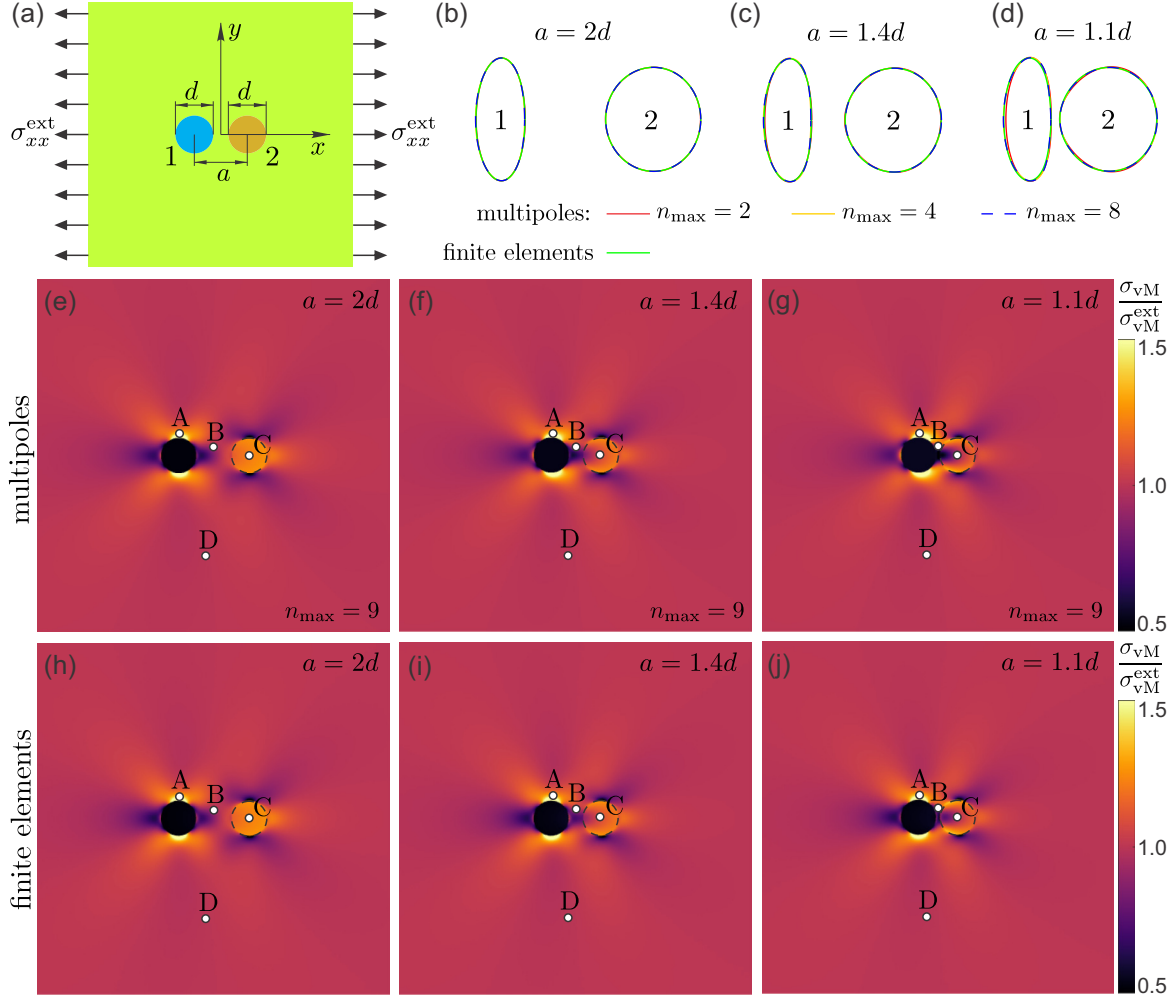 (a)
y
d
d
σ_xx^ext
σ_xx^ext
1
2
x
a
(b)
a = 2d
1
2
(c)
a = 1.4d
1
2
(d)
a = 1.1d
1
2
multipoles: n_max = 2 n_max = 4 n_max = 8
finite elements
multipoles
(e)
a = 2d
A
B
C
D
n_max = 9
(f)
a = 1.4d
A
B
C
D
n_max = 9
(g)
a = 1.1d
A
B
C
D
n_max = 9
σ_vM
σ_vM^ext
1.5
1.0
0.5
finite elements
(h)
a = 2d
A
B
C
D
(i)
a = 1.4d
A
B
C
D
(j)
a = 1.1d
A
B
C
D
σ_vM
σ_vM^ext
1.5
1.0
0.5